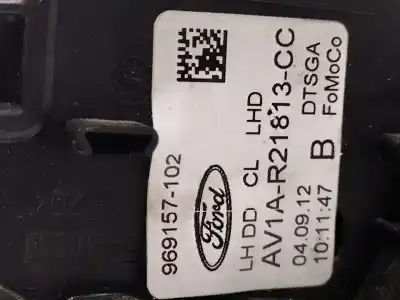 969157-102
Ford
LH DD CL LHD
AV1A-R21813-CC
04.09.12 DTSGA
10:11:47 B FoMoCo